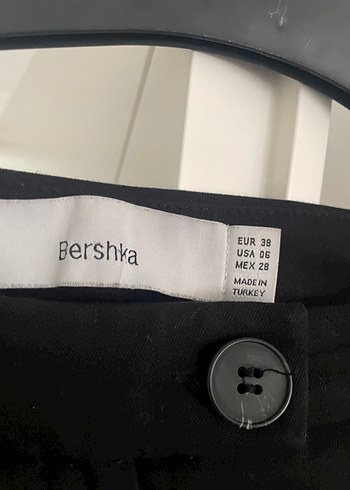 Bershka
EUR 38
USA 06
MEX 28
MADE IN
TURKEY